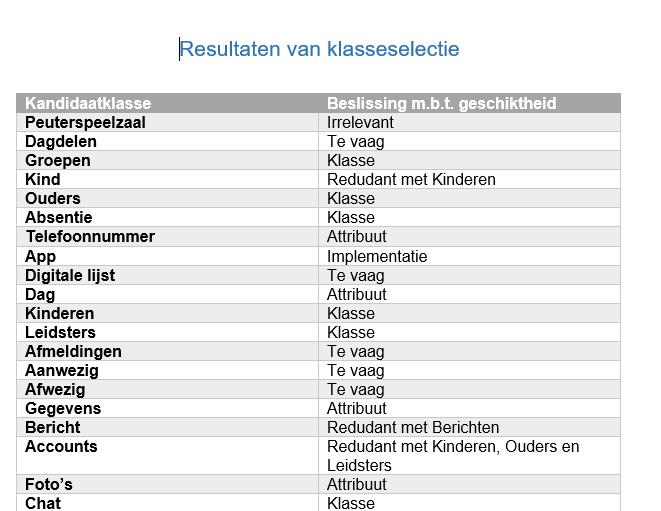 Resultaten van klasseselectie
Kandidaatklasse Beslissing m.b.t. geschiktheid
Peuterspeelzaal Irrelevant
Dagdelen Te vaag
Groepen Klasse
Kind Redudant met Kinderen
Ouders Klasse
Absentie Klasse
Telefoonnummer Attribuut
App Implementatie
Digitale lijst Te vaag
Dag Attribuut
Kinderen Klasse
Leidsters Klasse
Afmeldingen Te vaag
Aanwezig Te vaag
Afwezig Te vaag
Gegevens Attribuut
Bericht Redudant met Berichten
Accounts Redudant met Kinderen, Ouders en
Leidsters
Foto's Attribuut
Chat Klasse